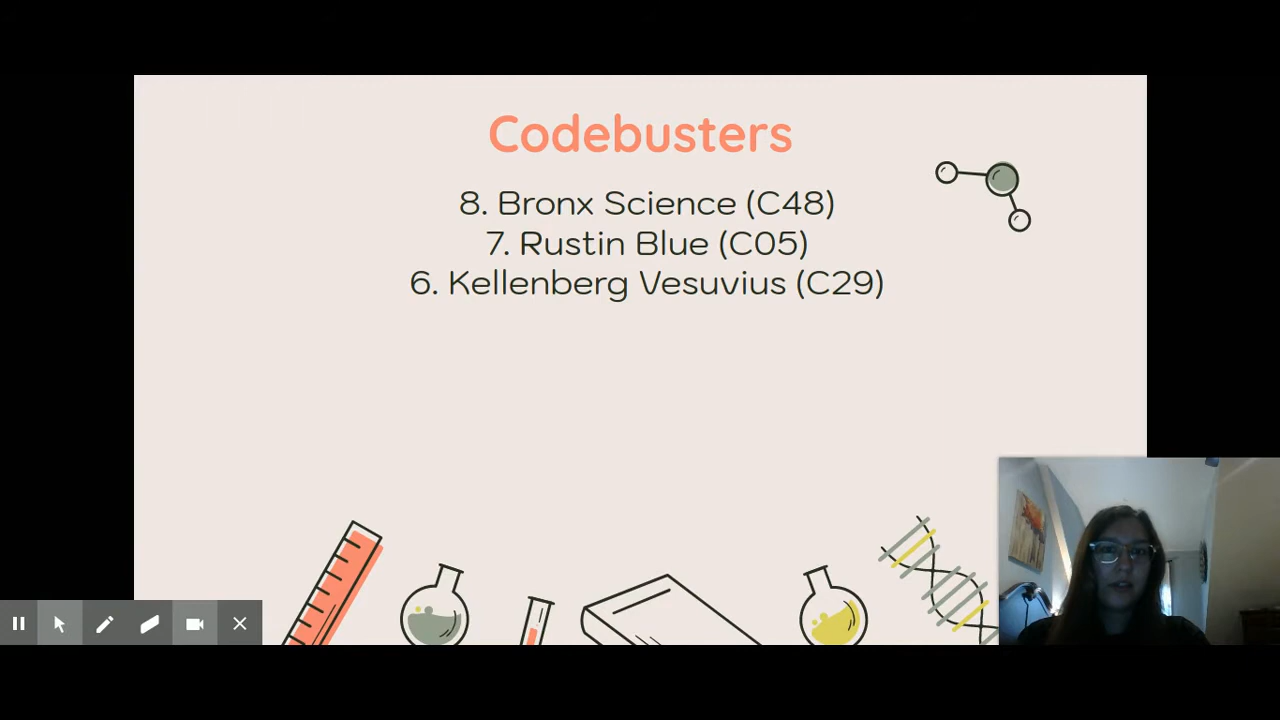 Codebusters
8. Bronx Science (C48)
7. Rustin Blue (C05)
6. Kellenberg Vesuvius (C29)